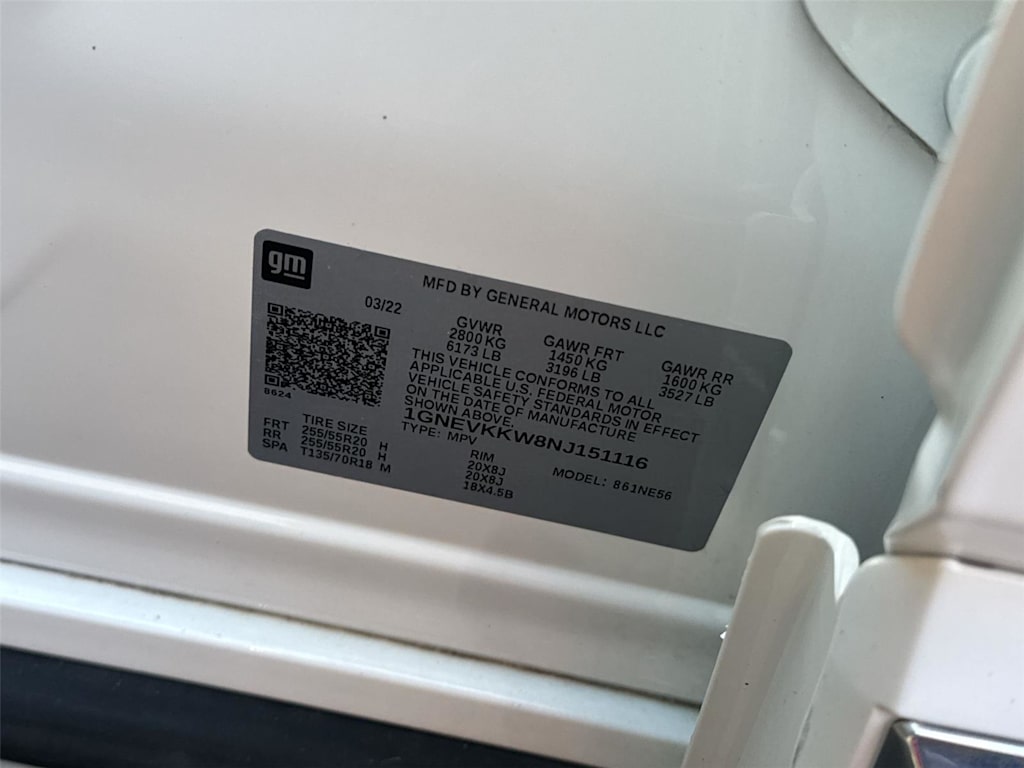 gm
MFD BY GENERAL MOTORS LLC
03/22
GVWR GAWR FRT GAWR RR
2800 KG 1450 KG 1600 KG
6173 LB 3196 LB 3527 LB
THIS VEHICLE CONFORMS TO ALL
APPLICABLE U.S. FEDERAL MOTOR
VEHICLE SAFETY STANDARDS IN EFFECT
ON THE DATE OF MANUFACTURE
SHOWN ABOVE.
8624
1GNEVKKW8NJ151116
TYPE: MPV MODEL: 861NE56
TIRE SIZE RIM
FRT 255/55R20 H 20X8J
RR 255/55R20 H 20X8J
SPA T135/70R18 M 18X4.5B